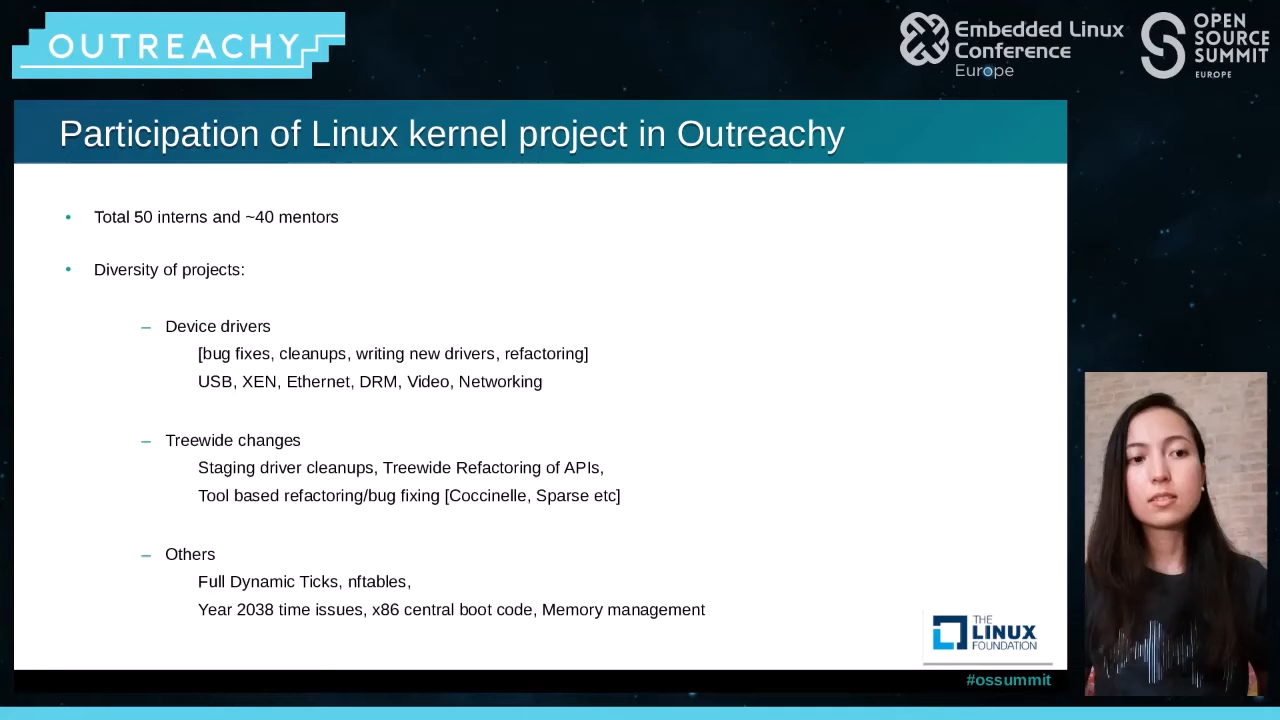 OUTREACHY
Embedded Linux
Conference
Europe
OPEN
SOURCE
SUMMIT
EUROPE
Participation of Linux kernel project in Outreachy
• Total 50 interns and ~40 mentors
• Diversity of projects:
– Device drivers
[bug fixes, cleanups, writing new drivers, refactoring]
USB, XEN, Ethernet, DRM, Video, Networking
– Treewide changes
Staging driver cleanups, Treewide Refactoring of APIs,
Tool based refactoring/bug fixing [Coccinelle, Sparse etc]
– Others
Full Dynamic Ticks, nftables,
Year 2038 time issues, x86 central boot code, Memory management
THE
LINUX
FOUNDATION
#ossummit